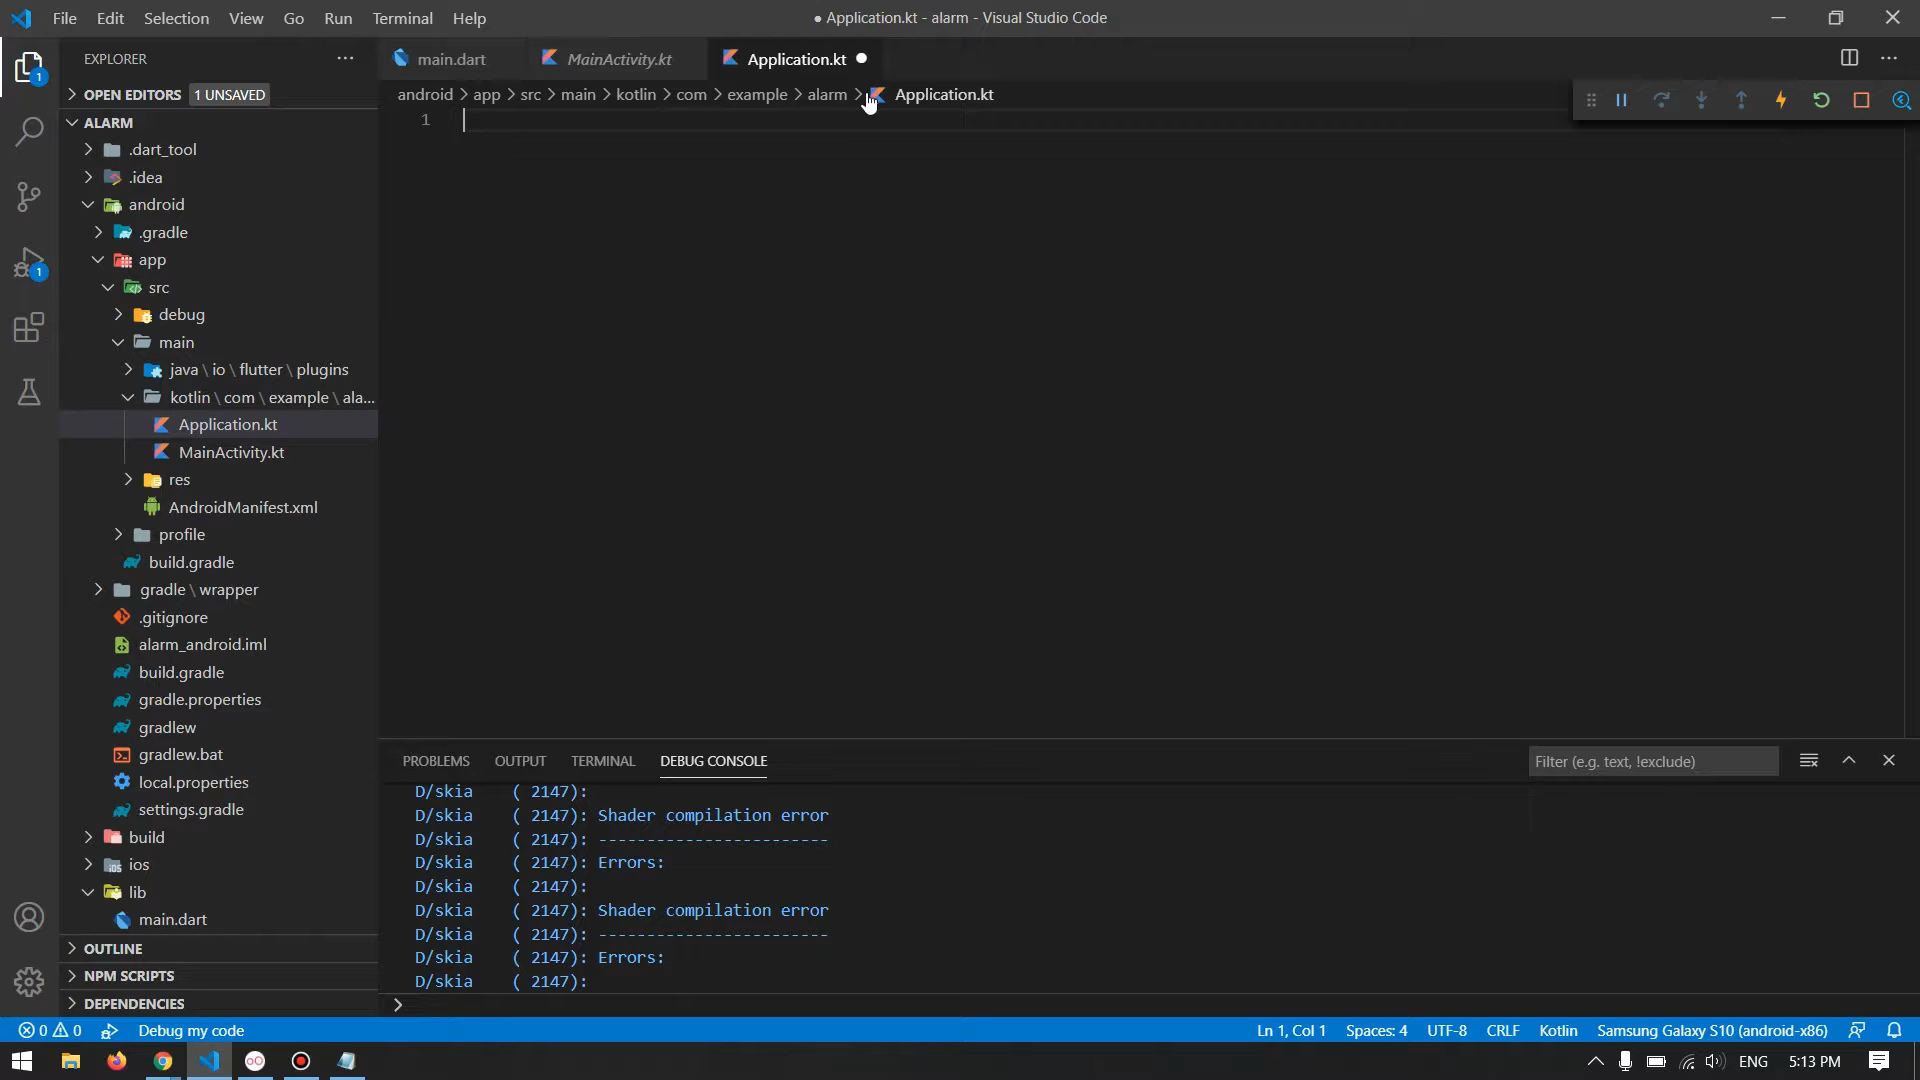 File Edit Selection View Go Run Terminal Help
● Application.kt - alarm - Visual Studio Code
EXPLORER
main.dart
MainActivity.kt
Application.kt
OPEN EDITORS 1 UNSAVED
android > app > src > main > kotlin > com > example > alarm > Application.kt
1
ALARM
.dart_tool
.idea
android
.gradle
app
src
debug
main
java \ io \ flutter \ plugins
kotlin \ com \ example \ ala...
Application.kt
MainActivity.kt
res
AndroidManifest.xml
profile
build.gradle
gradle \ wrapper
.gitignore
alarm_android.iml
build.gradle
gradle.properties
gradlew
gradlew.bat
local.properties
settings.gradle
build
ios
lib
main.dart
OUTLINE
NPM SCRIPTS
DEPENDENCIES
1
1
PROBLEMS OUTPUT TERMINAL DEBUG CONSOLE
Filter (e.g. text, !exclude)
D/skia ( 2147):
D/skia ( 2147): Shader compilation error
D/skia ( 2147): ------------------------
D/skia ( 2147): Errors:
D/skia ( 2147):
D/skia ( 2147): Shader compilation error
D/skia ( 2147): ------------------------
D/skia ( 2147): Errors:
D/skia ( 2147):
0 0 Debug my code
Ln 1, Col 1 Spaces: 4 UTF-8 CRLF Kotlin Samsung Galaxy S10 (android-x86)
ENG 5:13 PM